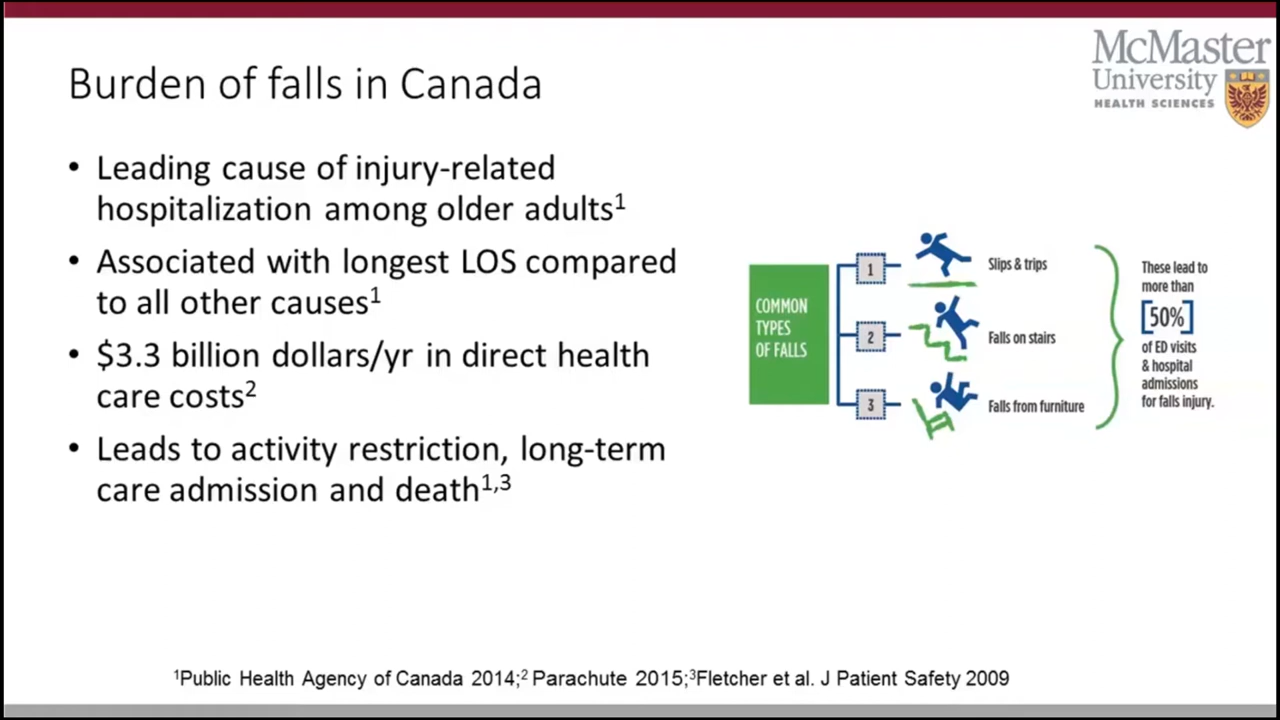 McMaster
University
HEALTH SCIENCES
Burden of falls in Canada
• Leading cause of injury-related
hospitalization among older adults¹
• Associated with longest LOS compared
to all other causes¹
• $3.3 billion dollars/yr in direct health
care costs²
• Leads to activity restriction, long-term
care admission and death¹,³
COMMON
TYPES
OF FALLS
1
Slips & trips
2
Falls on stairs
3
Falls from furniture
These lead to
more than
[50%]
of ED visits
& hospital
admissions
for falls injury.
¹Public Health Agency of Canada 2014;² Parachute 2015;³Fletcher et al. J Patient Safety 2009